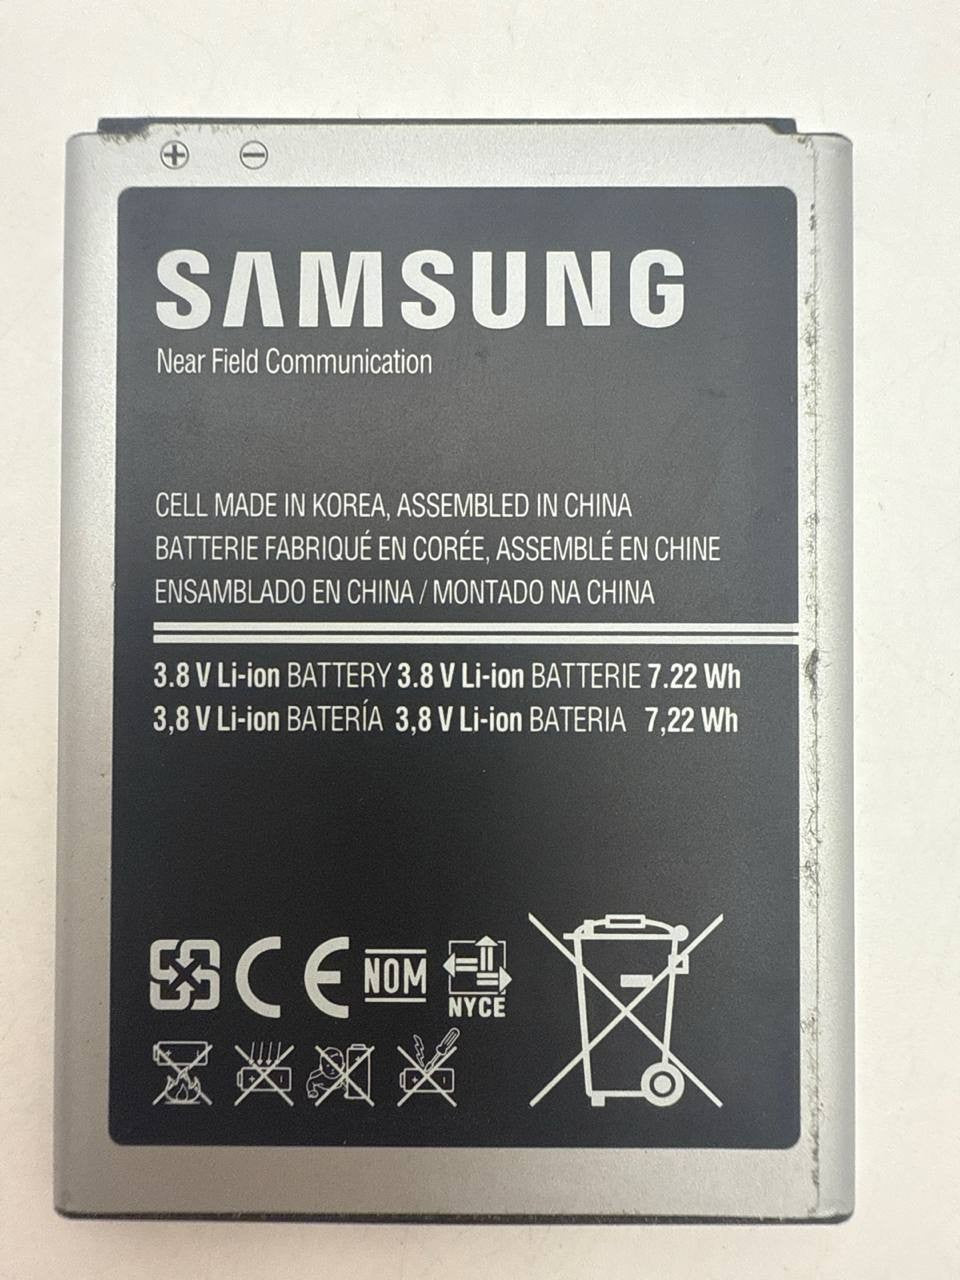 SAMSUNG
Near Field Communication
CELL MADE IN KOREA, ASSEMBLED IN CHINA
BATTERIE FABRIQUÉ EN CORÉE, ASSEMBLÉ EN CHINE
ENSAMBLADO EN CHINA / MONTADO NA CHINA
3.8 V Li-ion BATTERY 3.8 V Li-ion BATTERIE 7.22 Wh
3,8 V Li-ion BATERÍA 3,8 V Li-ion BATERIA 7,22 Wh
CE NOM NYCE